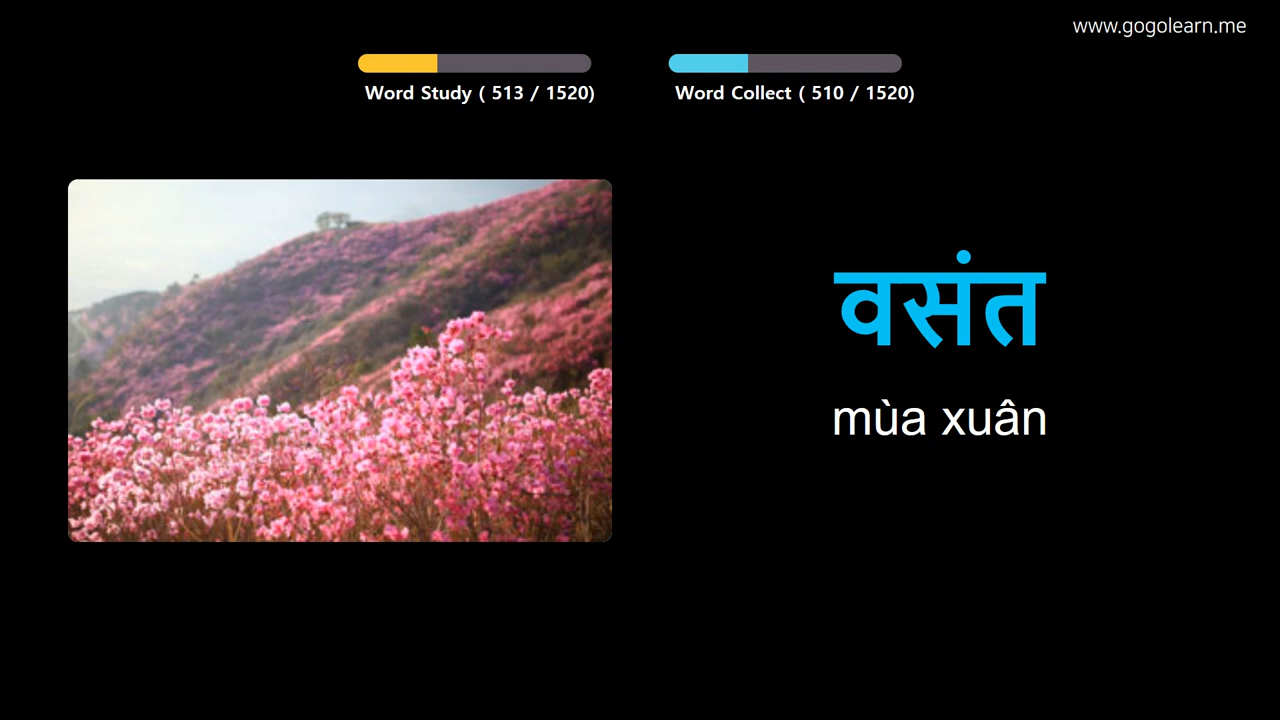 www.gogolearn.me
Word Study ( 513 / 1520)
Word Collect ( 510 / 1520)
वसंत
mùa xuân